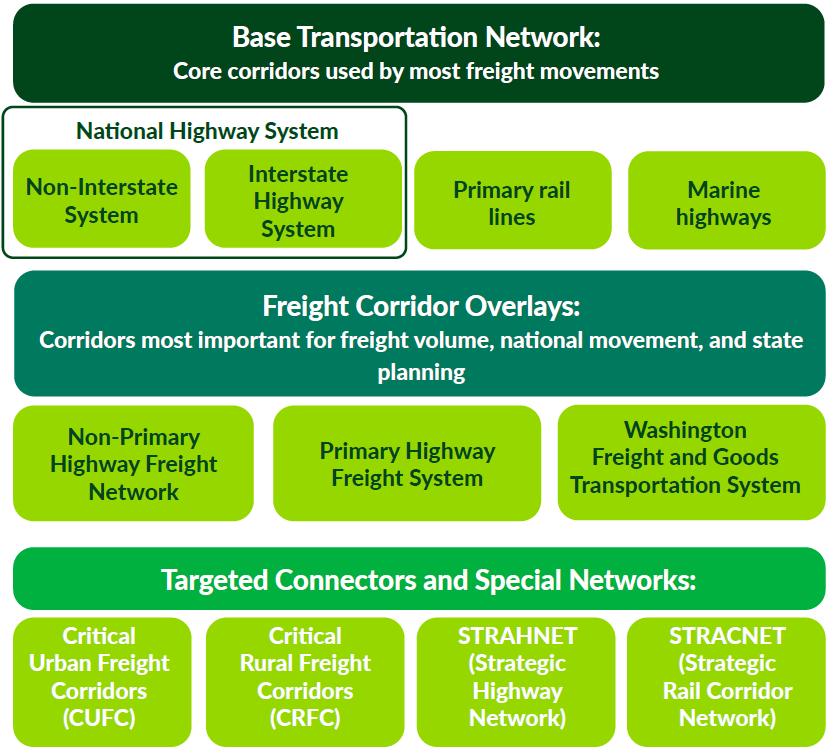 Base Transportation Network:
Core corridors used by most freight movements
National Highway System
Non-Interstate
System
Interstate
Highway
System
Primary rail
lines
Marine
highways
Freight Corridor Overlays:
Corridors most important for freight volume, national movement, and state
planning
Non-Primary
Highway Freight
Network
Primary Highway
Freight System
Washington
Freight and Goods
Transportation System
Targeted Connectors and Special Networks:
Critical
Urban Freight
Corridors
(CUFC)
Critical
Rural Freight
Corridors
(CRFC)
STRAHNET
(Strategic
Highway
Network)
STRACNET
(Strategic
Rail Corridor
Network)